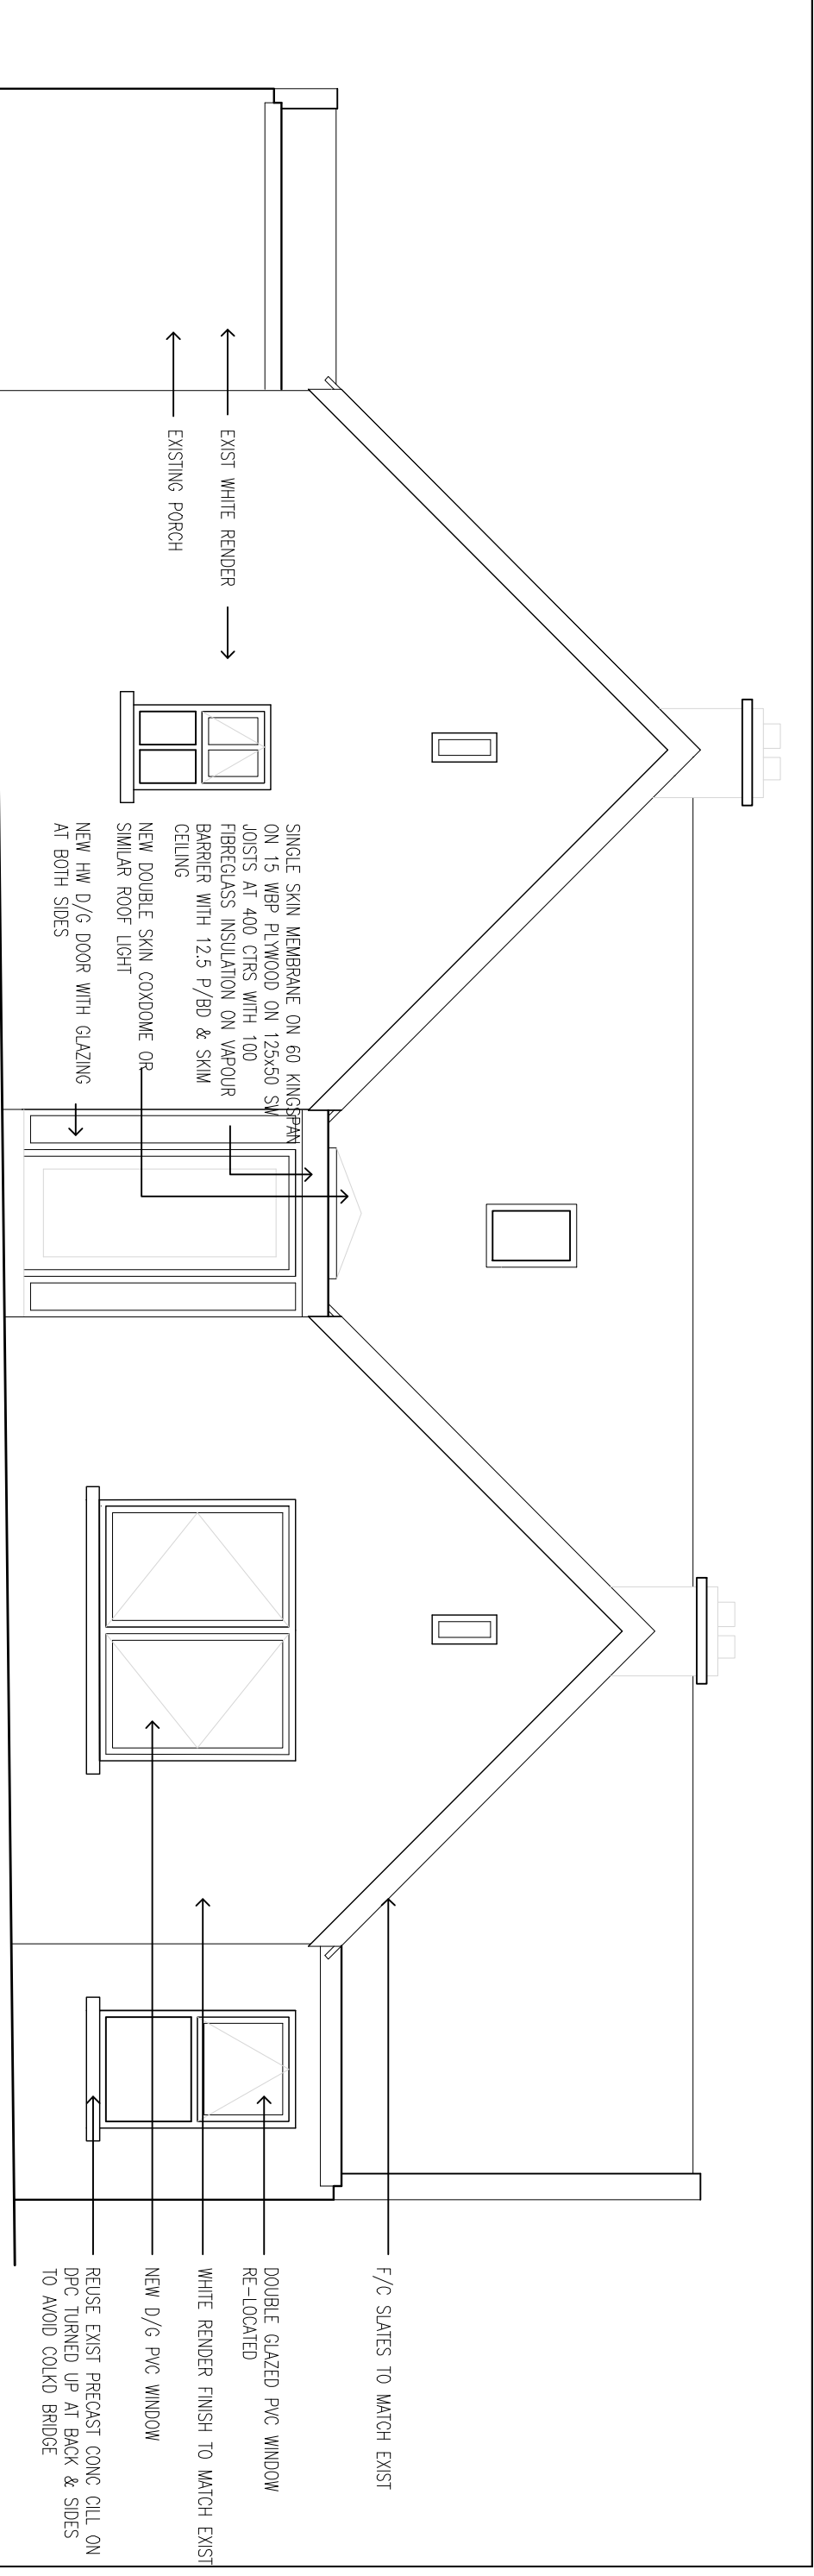 EXIST WHITE RENDER
EXISTING PORCH
SINGLE SKIN MEMBRANE ON 60 KINGSPAN
ON 15 WBP PLYWOOD ON 125x50 SW
JOISTS AT 400 CTRS WITH 100
FIBREGLASS INSULATION ON VAPOUR
BARRIER WITH 12.5 P/BD & SKIM
CEILING
NEW DOUBLE SKIN COXDOME OR
SIMILAR ROOF LIGHT
NEW HW D/G DOOR WITH GLAZING
AT BOTH SIDES
F/C SLATES TO MATCH EXIST
DOUBLE GLAZED PVC WINDOW
RE-LOCATED
WHITE RENDER FINISH TO MATCH EXIST
NEW D/G PVC WINDOW
REUSE EXIST PRECAST CONC CILL ON
DPC TURNED UP AT BACK & SIDES
TO AVOID COLKD BRIDGE